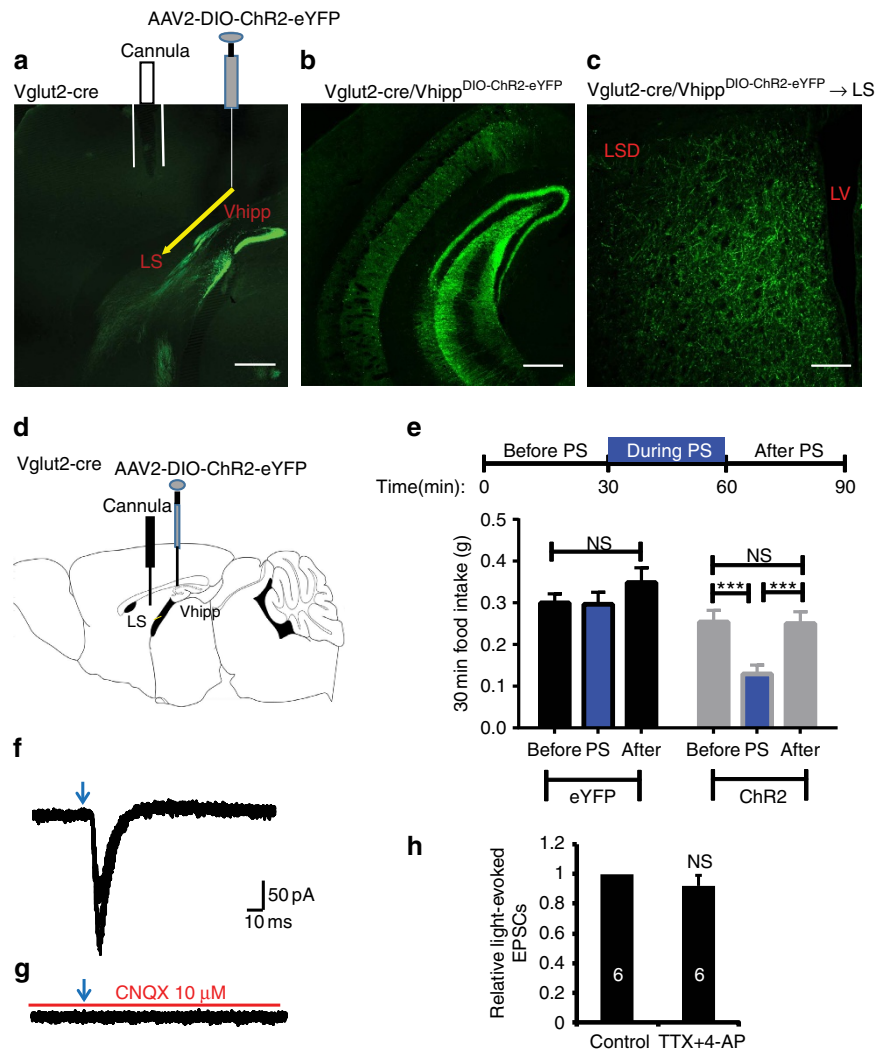 AAV2-DIO-ChR2-eYFP
a
Cannula
Vglut2-cre
Vhipp
LS
b
Vglut2-cre/Vhipp^DIO-ChR2-eYFP
c
Vglut2-cre/Vhipp^DIO-ChR2-eYFP → LS
LSD
LV
d
Vglut2-cre
AAV2-DIO-ChR2-eYFP
Cannula
LS
Vhipp
e
Before PS During PS After PS
Time(min): 0 30 60 90
30 min food intake (g)
0.5
0.4
0.3
0.2
0.1
0.0
NS
NS
*** ***
Before PS After Before PS After
eYFP ChR2
f
50 pA
10 ms
g
CNQX 10 μM
h
Relative light-evoked
EPSCs
1.2
1
0.8
0.6
0.4
0.2
0
NS
6 6
Control TTX+4-AP